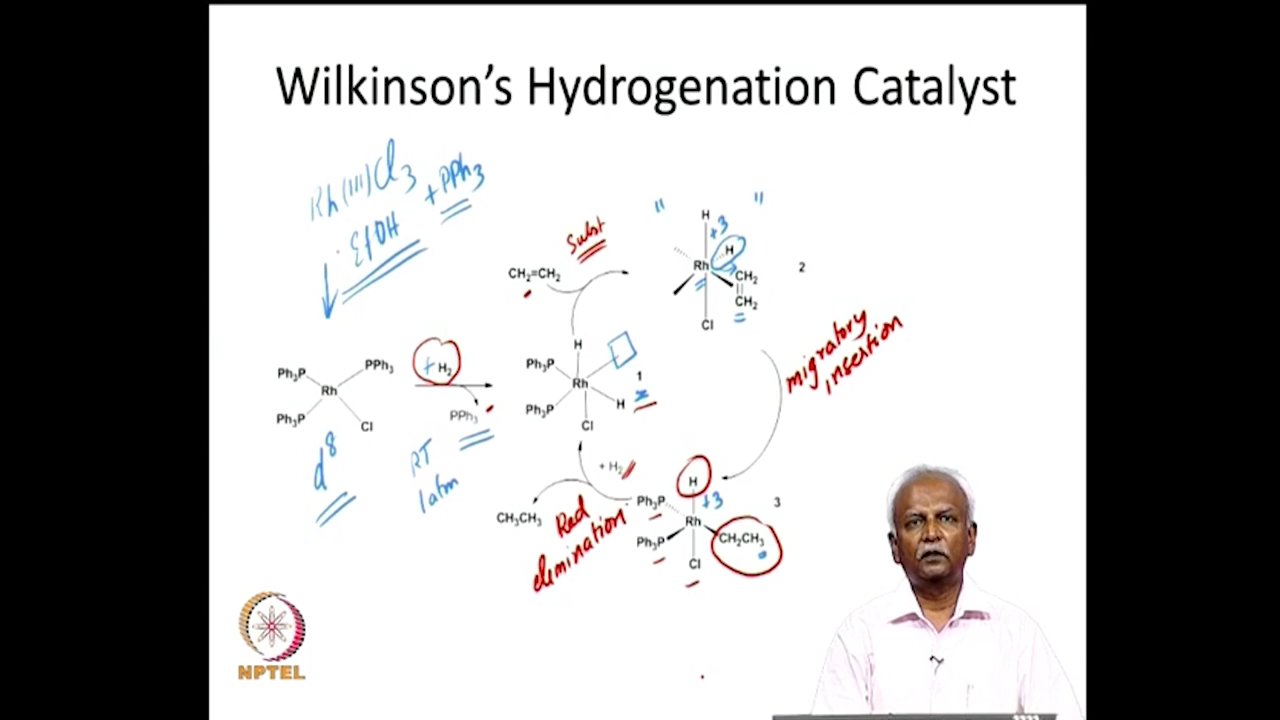 Wilkinson's Hydrogenation Catalyst
Rh(III)Cl3
+PPh3
EtOH
Ph3P
PPh3
Rh
Ph3P
Cl
d8
+ H2
PPh3
RT
1atm
CH2=CH2
Subst
H
Ph3P
Rh
1
Ph3P
H
Cl
" "
H
+3
H
Rh
CH2
CH2
Cl
2
migratory
insertion
+ H2
CH3CH3
Red
elimination
H
Ph3P
+3
3
Rh
Ph3P
CH2CH3
Cl
NPTEL